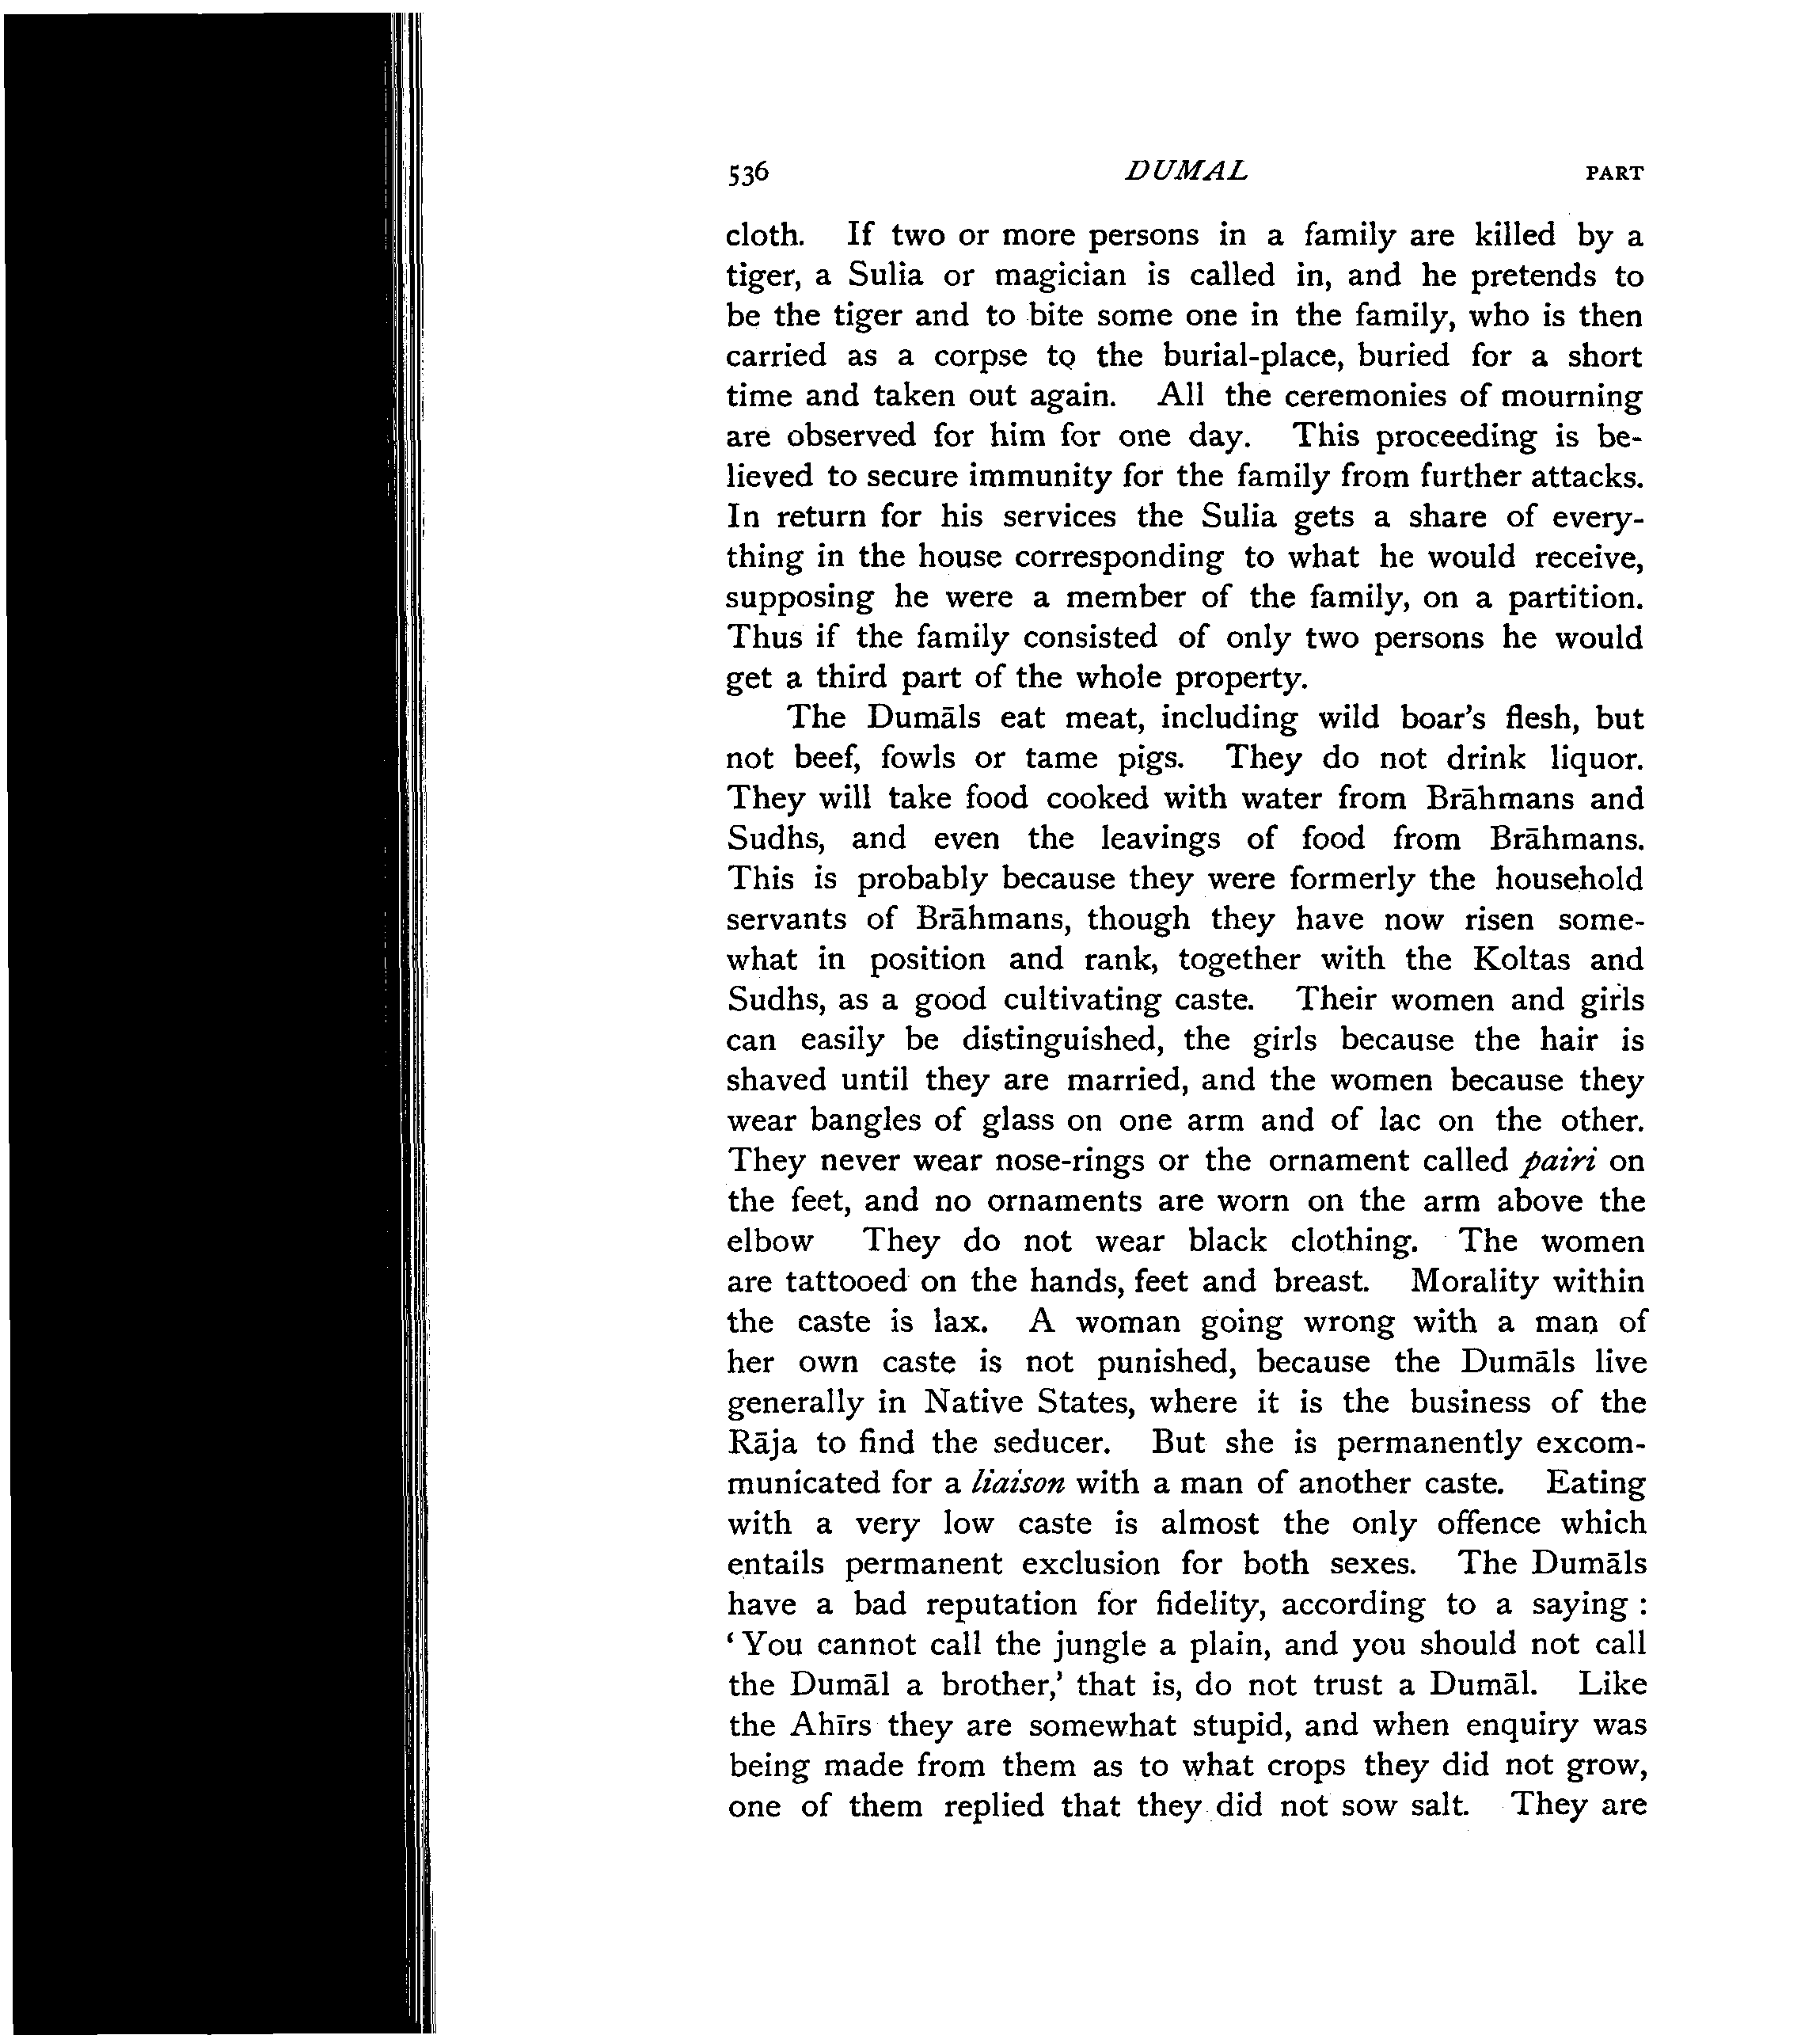 536 DUMAL PART
cloth. If two or more persons in a family are killed by a
tiger, a Sulia or magician is called in, and he pretends to
be the tiger and to bite some one in the family, who is then
carried as a corpse to the burial-place, buried for a short
time and taken out again. All the ceremonies of mourning
are observed for him for one day. This proceeding is be-
lieved to secure immunity for the family from further attacks.
In return for his services the Sulia gets a share of every-
thing in the house corresponding to what he would receive,
supposing he were a member of the family, on a partition.
Thus if the family consisted of only two persons he would
get a third part of the whole property.
The Dumāls eat meat, including wild boar's flesh, but
not beef, fowls or tame pigs. They do not drink liquor.
They will take food cooked with water from Brāhmans and
Sudhs, and even the leavings of food from Brāhmans.
This is probably because they were formerly the household
servants of Brāhmans, though they have now risen some-
what in position and rank, together with the Koltas and
Sudhs, as a good cultivating caste. Their women and girls
can easily be distinguished, the girls because the hair is
shaved until they are married, and the women because they
wear bangles of glass on one arm and of lac on the other.
They never wear nose-rings or the ornament called pairi on
the feet, and no ornaments are worn on the arm above the
elbow They do not wear black clothing. The women
are tattooed on the hands, feet and breast. Morality within
the caste is lax. A woman going wrong with a man of
her own caste is not punished, because the Dumāls live
generally in Native States, where it is the business of the
Rāja to find the seducer. But she is permanently excom-
municated for a liaison with a man of another caste. Eating
with a very low caste is almost the only offence which
entails permanent exclusion for both sexes. The Dumāls
have a bad reputation for fidelity, according to a saying :
‘You cannot call the jungle a plain, and you should not call
the Dumāl a brother,’ that is, do not trust a Dumāl. Like
the Ahīrs they are somewhat stupid, and when enquiry was
being made from them as to what crops they did not grow,
one of them replied that they did not sow salt. They are